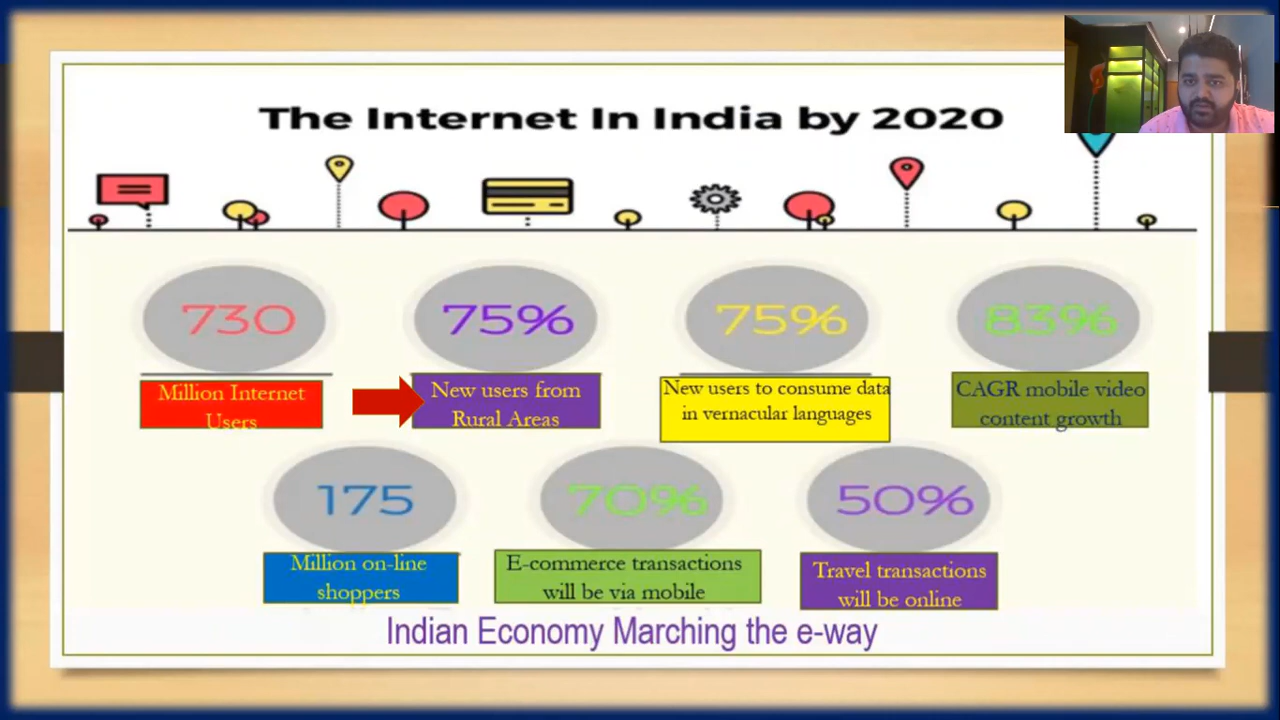 The Internet In India by 2020
730
75%
75%
83%
Million Internet
Users
New users from
Rural Areas
New users to consume data
in vernacular languages
CAGR mobile video
content growth
175
70%
50%
Million on-line
shoppers
E-commerce transactions
will be via mobile
Travel transactions
will be online
Indian Economy Marching the e-way